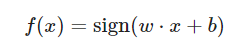 f(x) = sign(w · x + b)